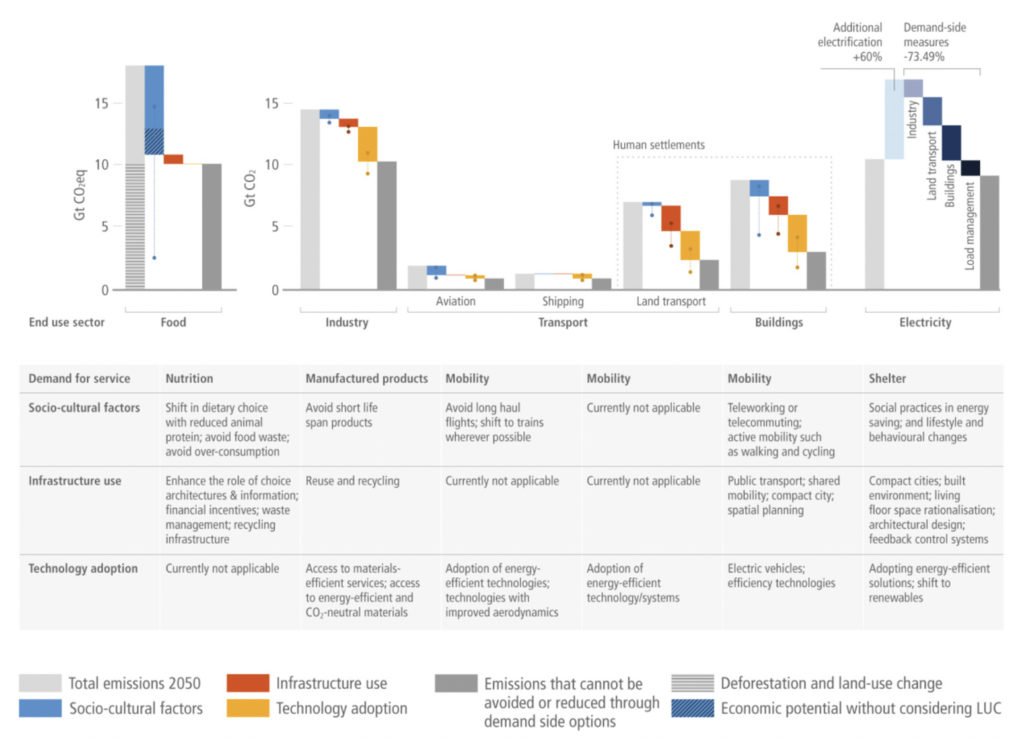 Additional
electrification
+60%
Demand-side
measures
-73.49%
15
10
5
0
Gt CO₂eq
15
10
5
0
Gt CO₂
Human settlements
Industry
Land transport
Buildings
Load management
Aviation
Shipping
Land transport
End use sector
Food
Industry
Transport
Buildings
Electricity
Demand for service
Nutrition
Manufactured products
Mobility
Mobility
Mobility
Shelter
Socio-cultural factors
Shift in dietary choice
with reduced animal
protein; avoid food waste;
avoid over-consumption
Avoid short life
span products
Avoid long haul
flights; shift to trains
wherever possible
Currently not applicable
Teleworking or
telecommuting;
active mobility such
as walking and cycling
Social practices in energy
saving; and lifestyle and
behavioural changes
Infrastructure use
Enhance the role of choice
architectures & information;
financial incentives; waste
management; recycling
infrastructure
Reuse and recycling
Currently not applicable
Currently not applicable
Public transport; shared
mobility; compact city;
spatial planning
Compact cities; built
environment; living
floor space rationalisation;
architectural design;
feedback control systems
Technology adoption
Currently not applicable
Access to materials-
efficient services; access
to energy-efficient and
CO₂-neutral materials
Adoption of energy-
efficient technologies;
technologies with
improved aerodynamics
Adoption of
energy-efficient
technology/systems
Electric vehicles;
efficiency technologies
Adopting energy-efficient
solutions; shift to
renewables
Total emissions 2050
Socio-cultural factors
Infrastructure use
Technology adoption
Emissions that cannot be
avoided or reduced through
demand side options
Deforestation and land-use change
Economic potential without considering LUC